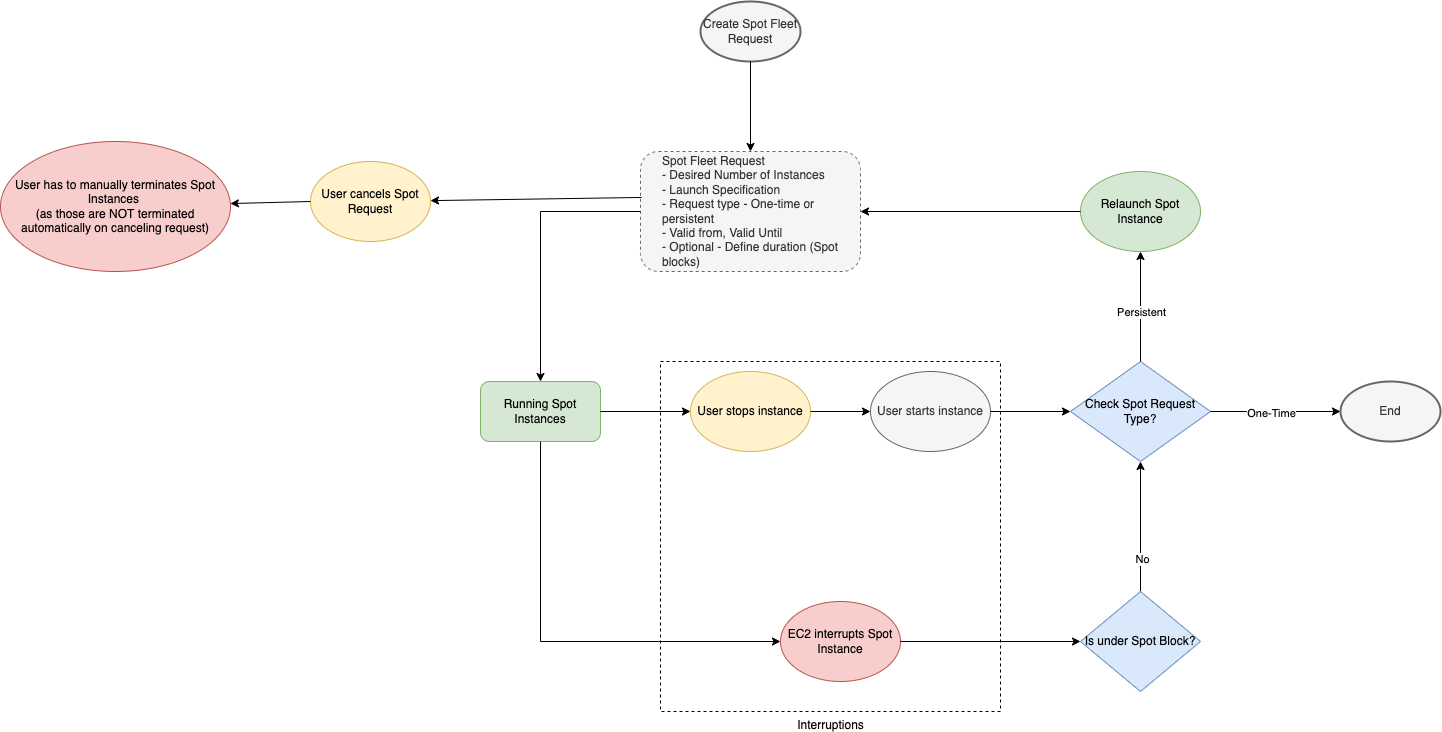 Create Spot Fleet
Request
Spot Fleet Request
- Desired Number of Instances
- Launch Specification
- Request type - One-time or
persistent
- Valid from, Valid Until
- Optional - Define duration (Spot
blocks)
User has to manually terminates Spot
Instances
(as those are NOT terminated
automatically on canceling request)
User cancels Spot
Request
Relaunch Spot
Instance
Persistent
Running Spot
Instances
User stops instance
User starts instance
Check Spot Request
Type?
One-Time
End
No
EC2 interrupts Spot
Instance
Is under Spot Block?
Interruptions